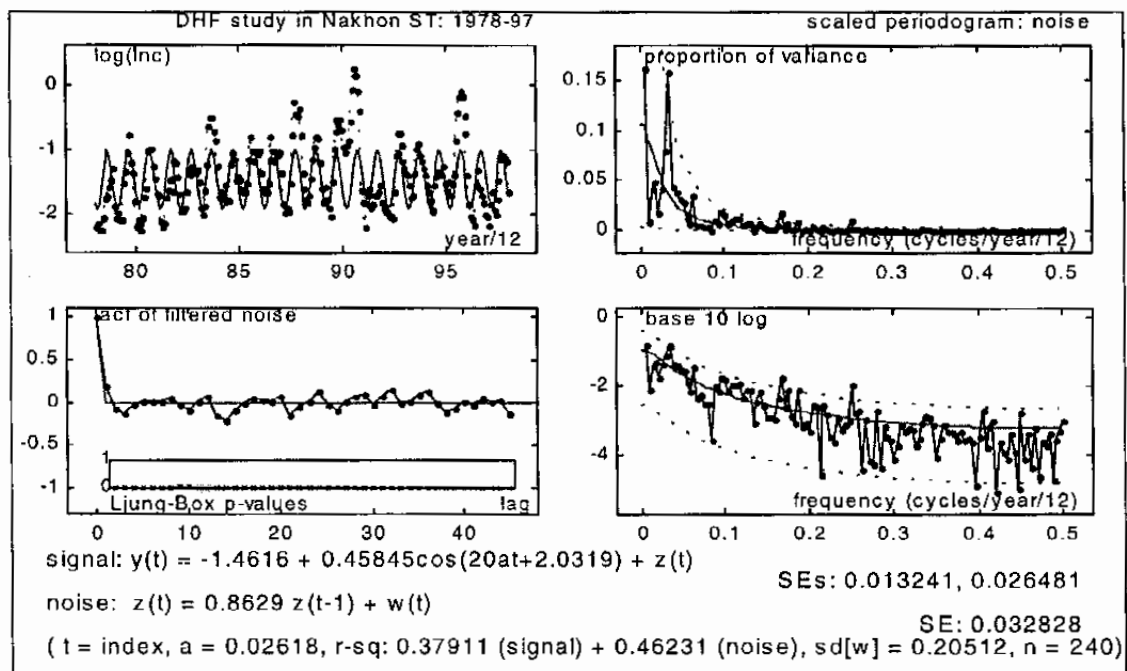 DHF study in Nakhon ST: 1978-97
scaled periodogram: noise
log(Inc)
0
-1
-2
year/12
80 85 90 95
proportion of variance
0.15
0.1
0.05
0
frequency (cycles/year/12)
0 0.1 0.2 0.3 0.4 0.5
acf of filtered noise
1
0.5
0
-0.5
-1
1
0
Ljung-Box p-values
lag
0 10 20 30 40
base 10 log
0
-2
-4
frequency (cycles/year/12)
0 0.1 0.2 0.3 0.4 0.5
signal: y(t) = -1.4616 + 0.45845cos(20at+2.0319) + z(t)
SEs: 0.013241, 0.026481
noise: z(t) = 0.8629 z(t-1) + w(t)
SE: 0.032828
( t = index, a = 0.02618, r-sq: 0.37911 (signal) + 0.46231 (noise), sd[w] = 0.20512, n = 240)